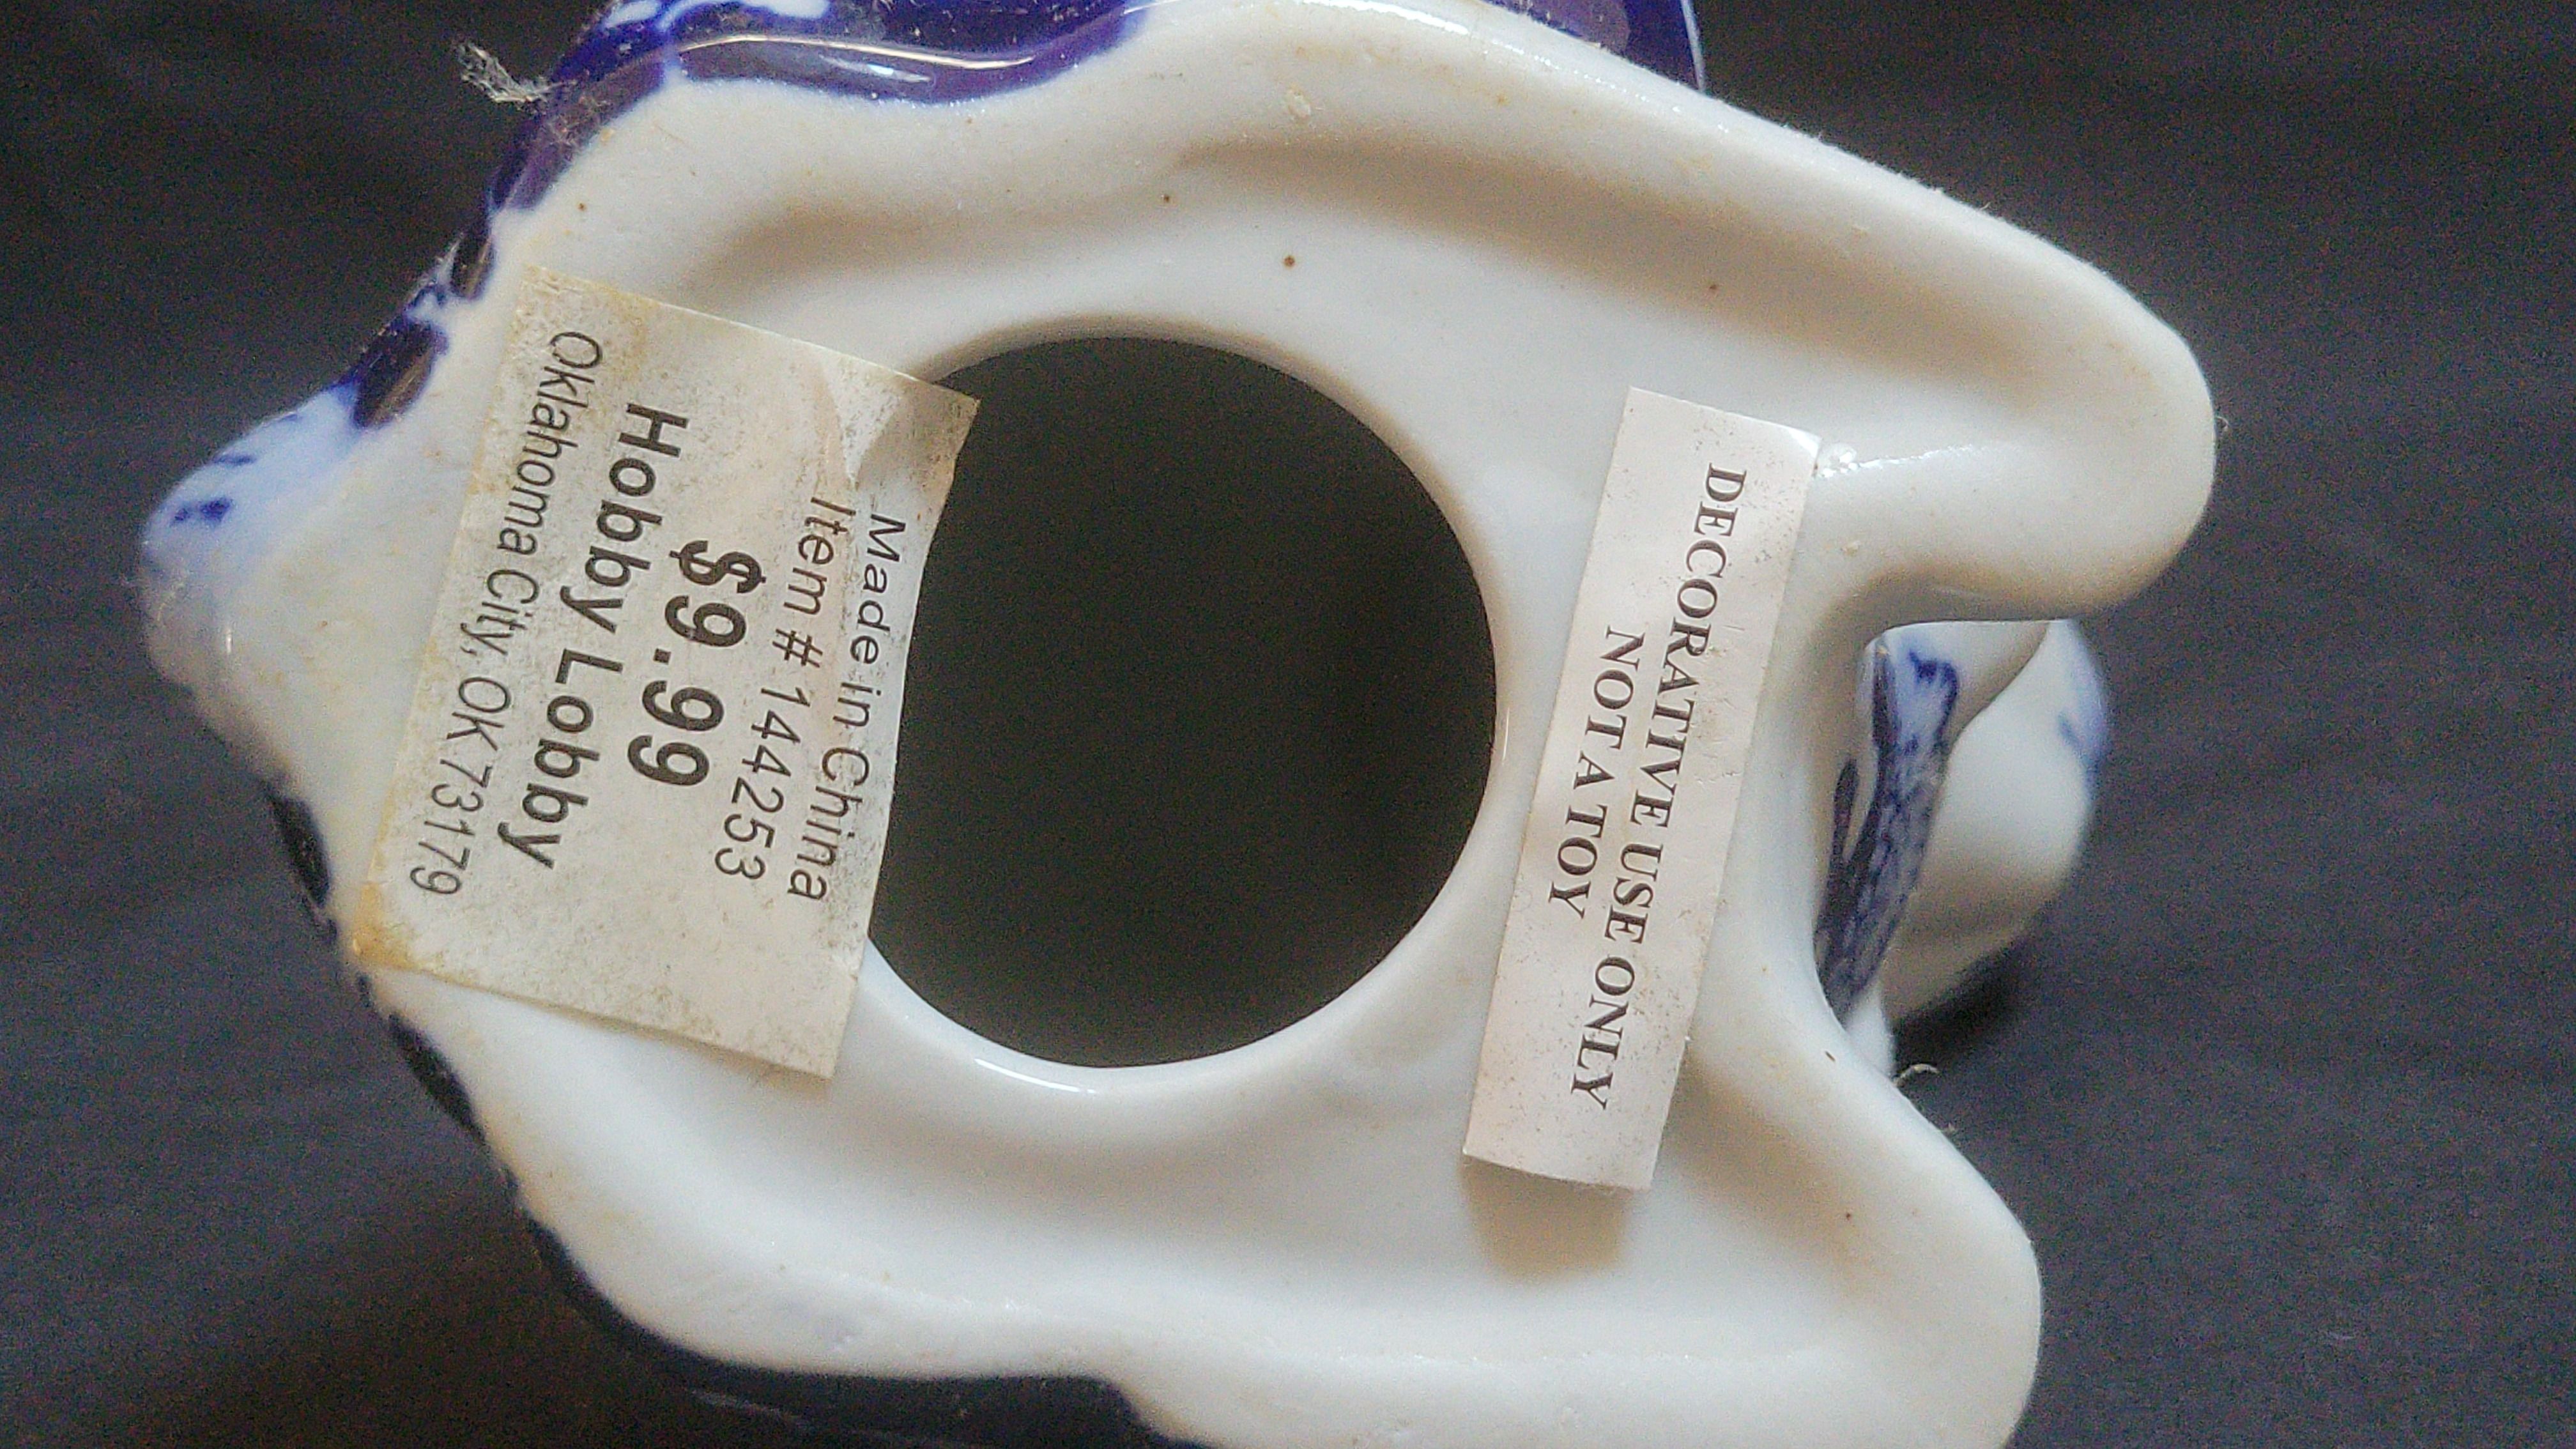 Made in China
Item # 144253
$9.99
Hobby Lobby
Oklahoma City, OK 73179
DECORATIVE USE ONLY
NOT A TOY